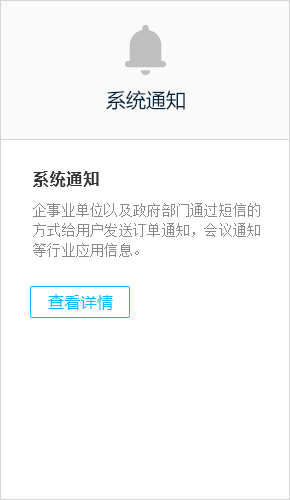 系统通知
系统通知
企事业单位以及政府部门通过短信的
方式给用户发送订单通知，会议通知
等行业应用信息。
查看详情